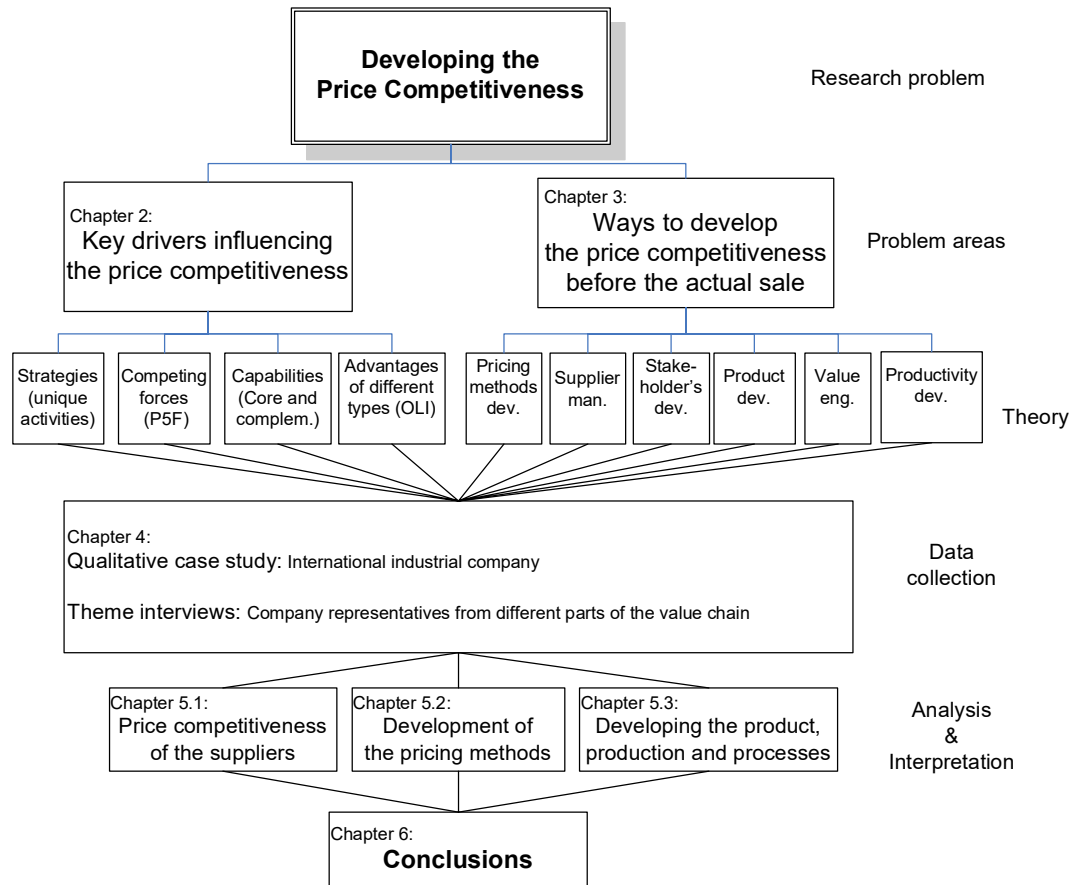 Developing the
Price Competitiveness
Research problem
Chapter 2:
Key drivers influencing
the price competitiveness
Chapter 3:
Ways to develop
the price competitiveness
before the actual sale
Problem areas
Strategies
(unique
activities)
Competing
forces
(P5F)
Capabilities
(Core and
complem.)
Advantages
of different
types (OLI)
Pricing
methods
dev.
Supplier
man.
Stake-
holder's
dev.
Product
dev.
Value
eng.
Productivity
dev.
Theory
Chapter 4:
Qualitative case study: International industrial company
Theme interviews: Company representatives from different parts of the value chain
Data
collection
Chapter 5.1:
Price competitiveness
of the suppliers
Chapter 5.2:
Development of
the pricing methods
Chapter 5.3:
Developing the product,
production and processes
Analysis
&
Interpretation
Chapter 6:
Conclusions